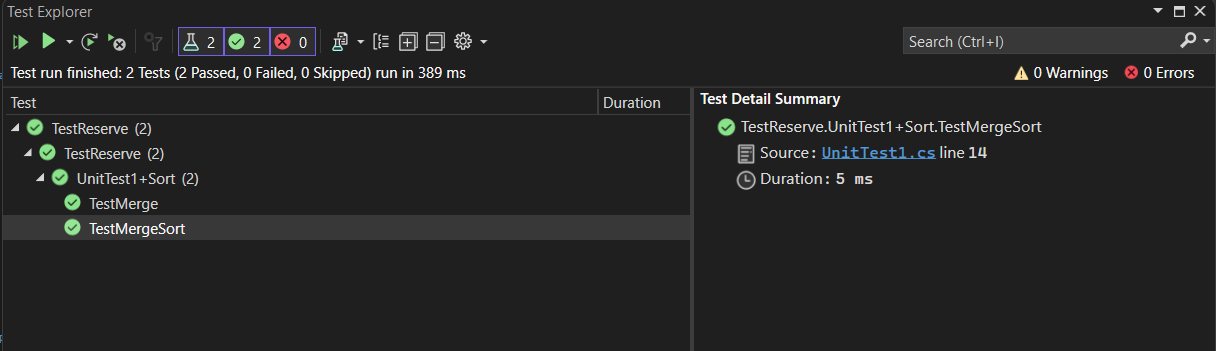 Test Explorer
2 2 0
Search (Ctrl+I)
Test run finished: 2 Tests (2 Passed, 0 Failed, 0 Skipped) run in 389 ms
0 Warnings 0 Errors
Test Duration
TestReserve (2)
TestReserve (2)
UnitTest1+Sort (2)
TestMerge
TestMergeSort
Test Detail Summary
TestReserve.UnitTest1+Sort.TestMergeSort
Source: UnitTest1.cs line 14
Duration: 5 ms